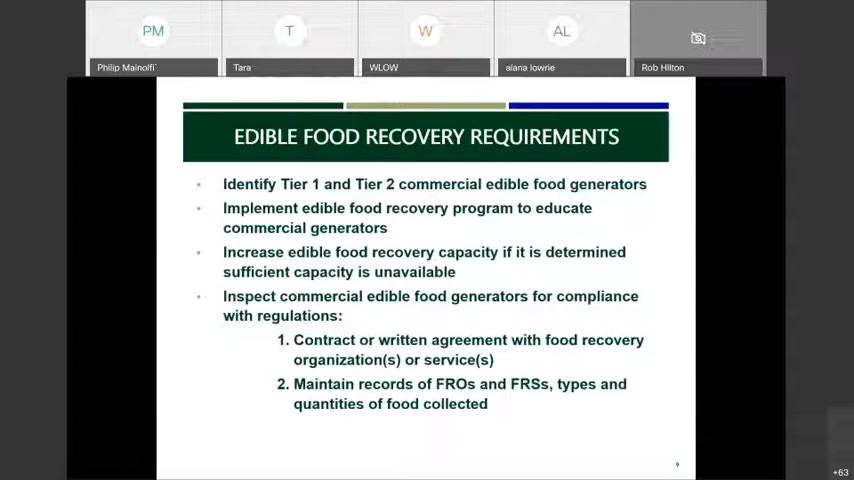 PM
T
W
AL
Philip Mainolfi
Tara
WLOW
alana lowrie
Rob Hilton
EDIBLE FOOD RECOVERY REQUIREMENTS
• Identify Tier 1 and Tier 2 commercial edible food generators
• Implement edible food recovery program to educate
commercial generators
• Increase edible food recovery capacity if it is determined
sufficient capacity is unavailable
• Inspect commercial edible food generators for compliance
with regulations:
1. Contract or written agreement with food recovery
organization(s) or service(s)
2. Maintain records of FROs and FRSs, types and
quantities of food collected
9
+63